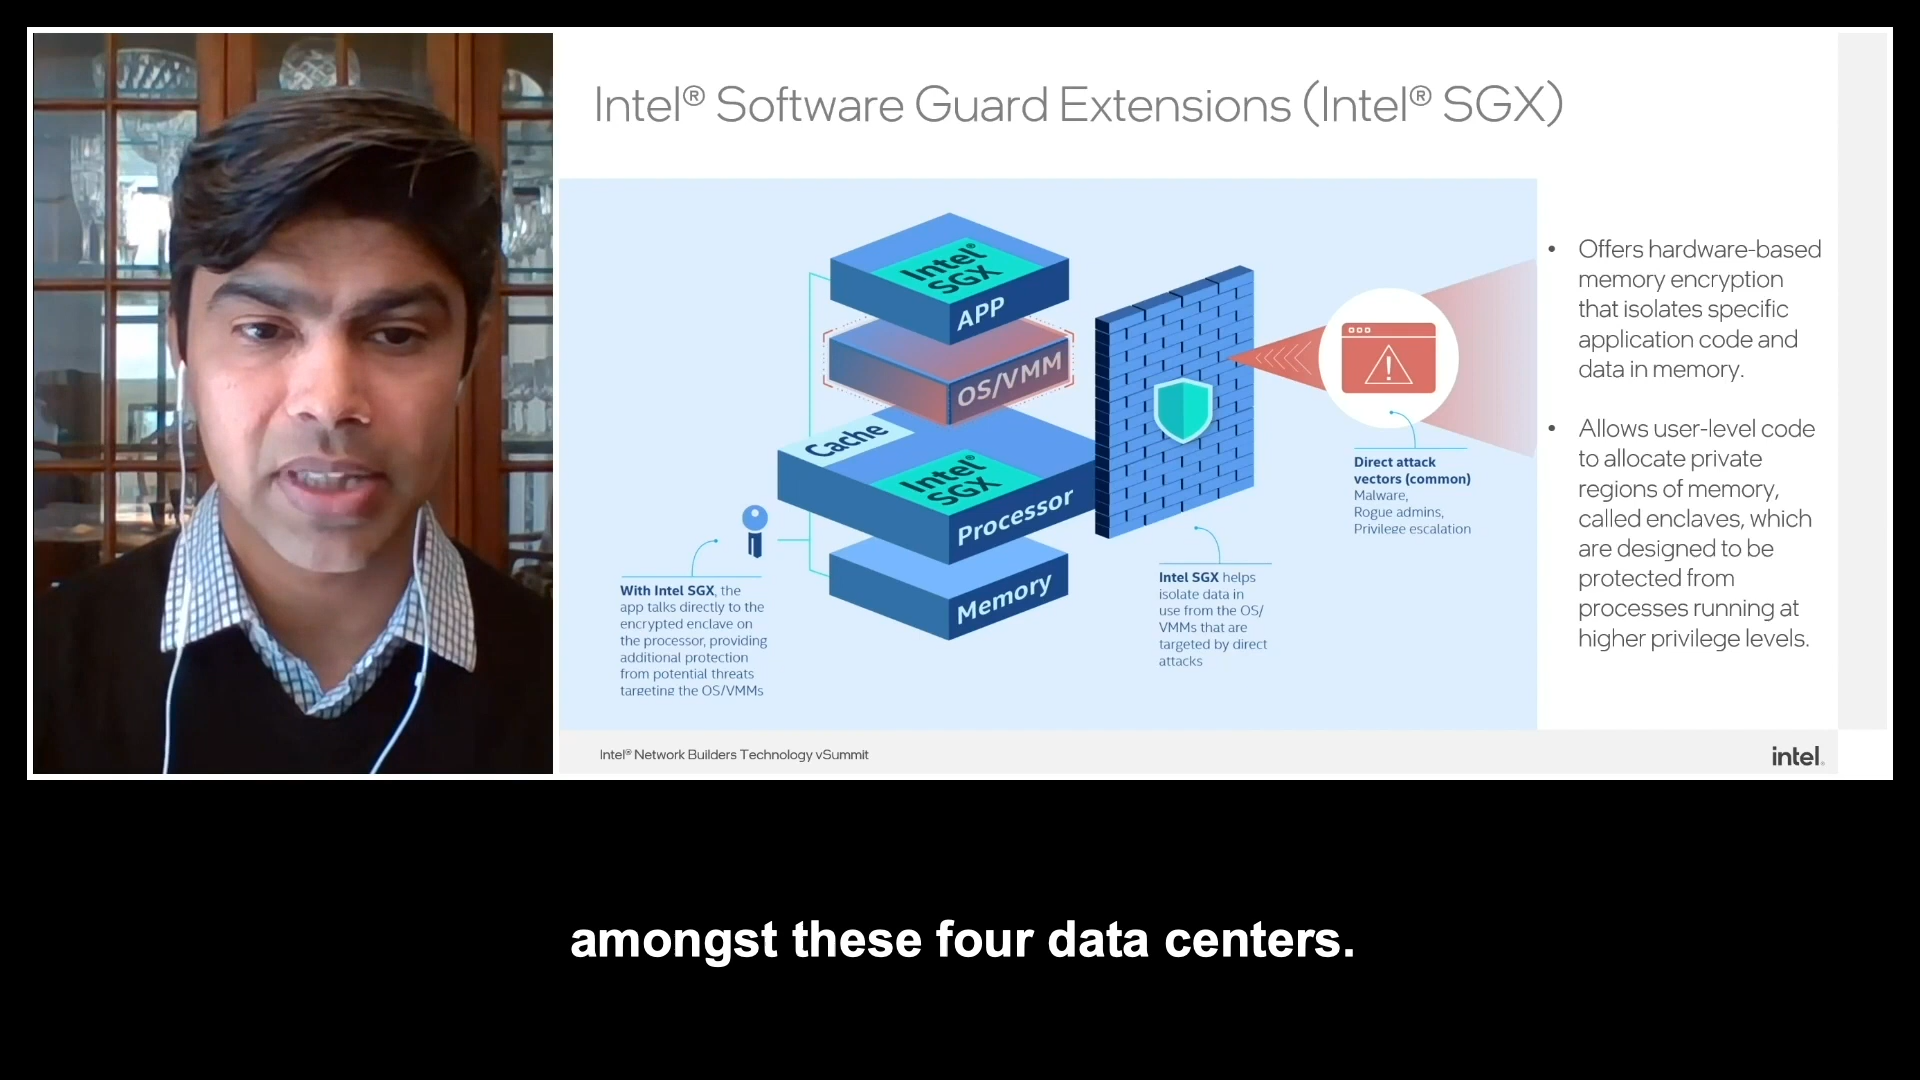 Intel® Software Guard Extensions (Intel® SGX)
Intel®
SGX
APP
OS/VMM
Cache
Intel®
SGX
Processor
Memory
With Intel SGX, the
app talks directly to the
encrypted enclave on
the processor, providing
additional protection
from potential threats
targeting the OS/VMMs
Intel SGX helps
isolate data in
use from the OS/
VMMs that are
targeted by direct
attacks
Direct attack
vectors (common)
Malware,
Rogue admins,
Privilege escalation
• Offers hardware-based
memory encryption
that isolates specific
application code and
data in memory.
• Allows user-level code
to allocate private
regions of memory,
called enclaves, which
are designed to be
protected from
processes running at
higher privilege levels.
Intel® Network Builders Technology vSummit
intel.
amongst these four data centers.